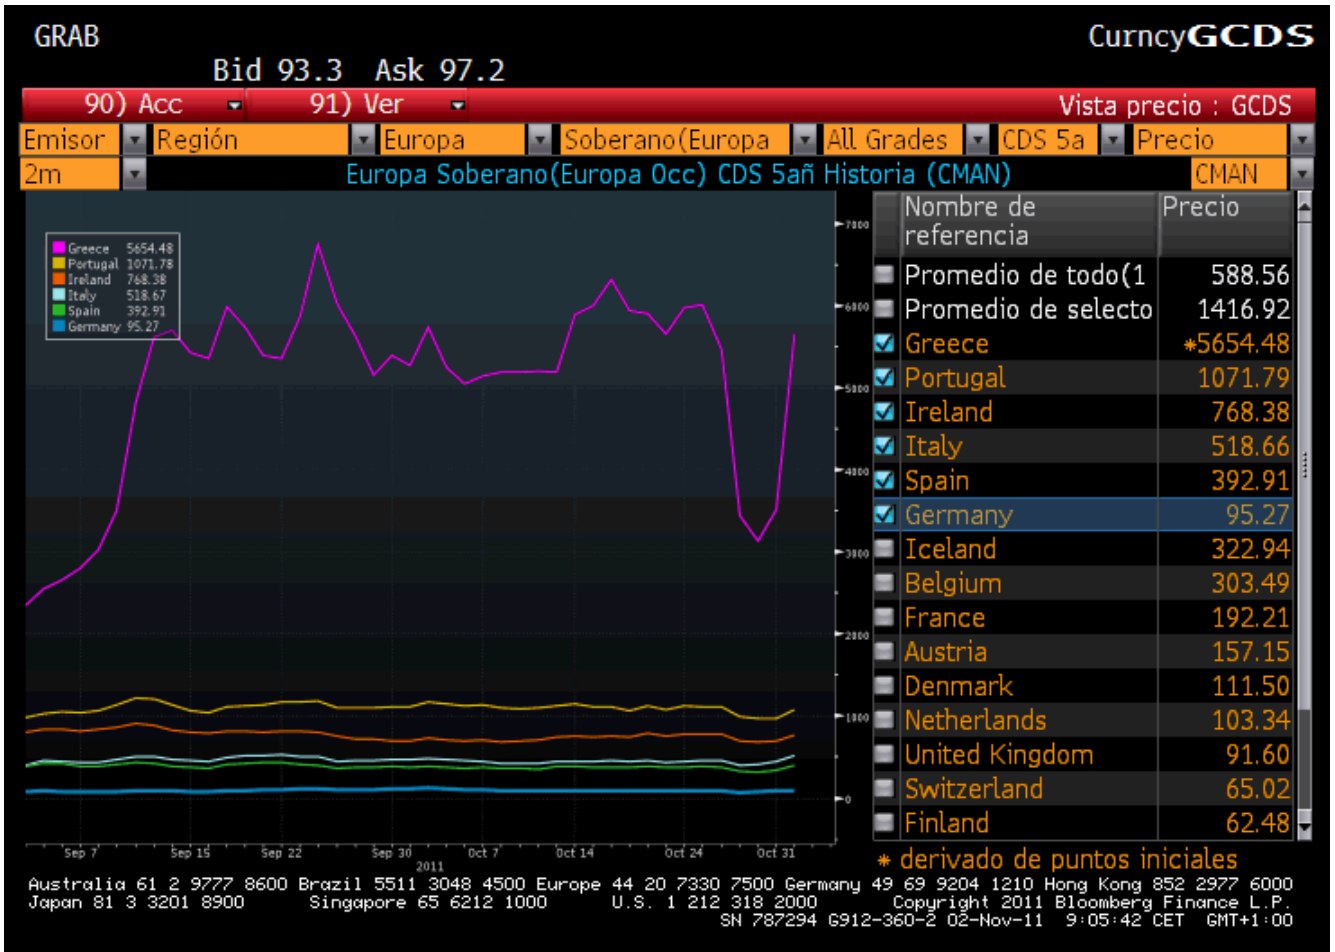 GRAB
CurncyGCDS
Bid 93.3 Ask 97.2
90) Acc 91) Ver Vista precio : GCDS
Emisor Región Europa Soberano(Europa All Grades CDS 5a Precio
2m Europa Soberano(Europa Occ) CDS 5añ Historia (CMAN) CMAN
Greece 5654.48
Portugal 1071.78
Ireland 768.38
Italy 518.67
Spain 392.91
Germany 95.27
7000
6000
5000
4000
3000
2000
1000
0
Sep 7 Sep 15 Sep 22 Sep 30 Oct 7 Oct 14 Oct 24 Oct 31
2011
Nombre de referencia Precio
Promedio de todo(1 588.56
Promedio de selecto 1416.92
Greece *5654.48
Portugal 1071.79
Ireland 768.38
Italy 518.66
Spain 392.91
Germany 95.27
Iceland 322.94
Belgium 303.49
France 192.21
Austria 157.15
Denmark 111.50
Netherlands 103.34
United Kingdom 91.60
Switzerland 65.02
Finland 62.48
* derivado de puntos iniciales
Australia 61 2 9777 8600 Brazil 5511 3048 4500 Europe 44 20 7330 7500 Germany 49 69 9204 1210 Hong Kong 852 2977 6000
Japan 81 3 3201 8900 Singapore 65 6212 1000 U.S. 1 212 318 2000 Copyright 2011 Bloomberg Finance L.P.
SN 787294 G912-360-2 02-Nov-11 9:05:42 CET GMT+1:00